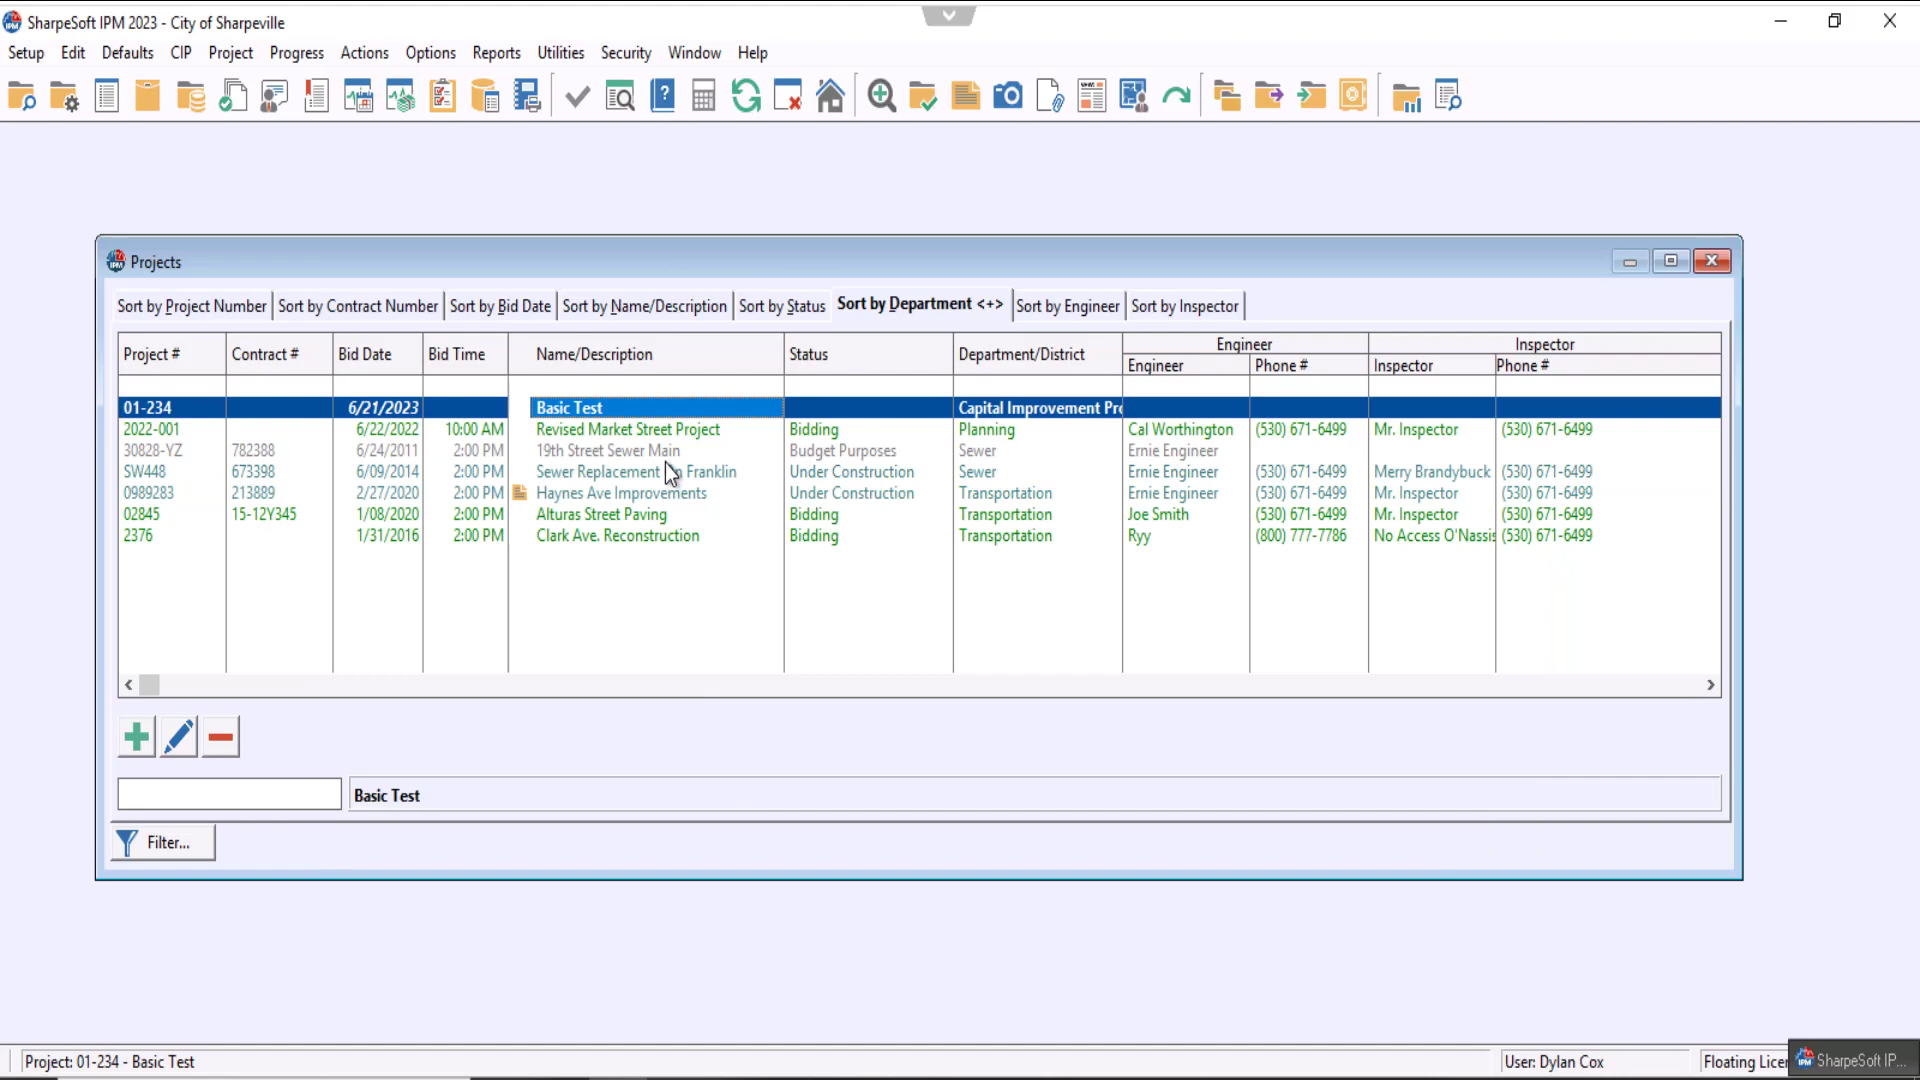 SharpeSoft IPM 2023 - City of Sharpeville
Setup Edit Defaults CIP Project Progress Actions Options Reports Utilities Security Window Help
Projects
Sort by Project Number Sort by Contract Number Sort by Bid Date Sort by Name/Description Sort by Status Sort by Department <+> Sort by Engineer Sort by Inspector
Engineer Inspector
Project # Contract # Bid Date Bid Time Name/Description Status Department/District Engineer Phone # Inspector Phone #
01-234 6/21/2023 Basic Test Capital Improvement Pro
2022-001 6/22/2022 10:00 AM Revised Market Street Project Bidding Planning Cal Worthington (530) 671-6499 Mr. Inspector (530) 671-6499
30828-YZ 782388 6/24/2011 2:00 PM 19th Street Sewer Main Budget Purposes Sewer Ernie Engineer
SW448 673398 6/09/2014 2:00 PM Sewer Replacement Franklin Under Construction Sewer Ernie Engineer (530) 671-6499 Merry Brandybuck (530) 671-6499
0989283 213889 2/27/2020 2:00 PM Haynes Ave Improvements Under Construction Transportation Ernie Engineer (530) 671-6499 Mr. Inspector (530) 671-6499
02845 15-12Y345 1/08/2020 2:00 PM Alturas Street Paving Bidding Transportation Joe Smith (530) 671-6499 Mr. Inspector (530) 671-6499
2376 1/31/2016 2:00 PM Clark Ave. Reconstruction Bidding Transportation Ryy (800) 777-7786 No Access O'Nassis (530) 671-6499
Basic Test
Filter...
Project: 01-234 - Basic Test User: Dylan Cox Floating Licen SharpeSoft IP...